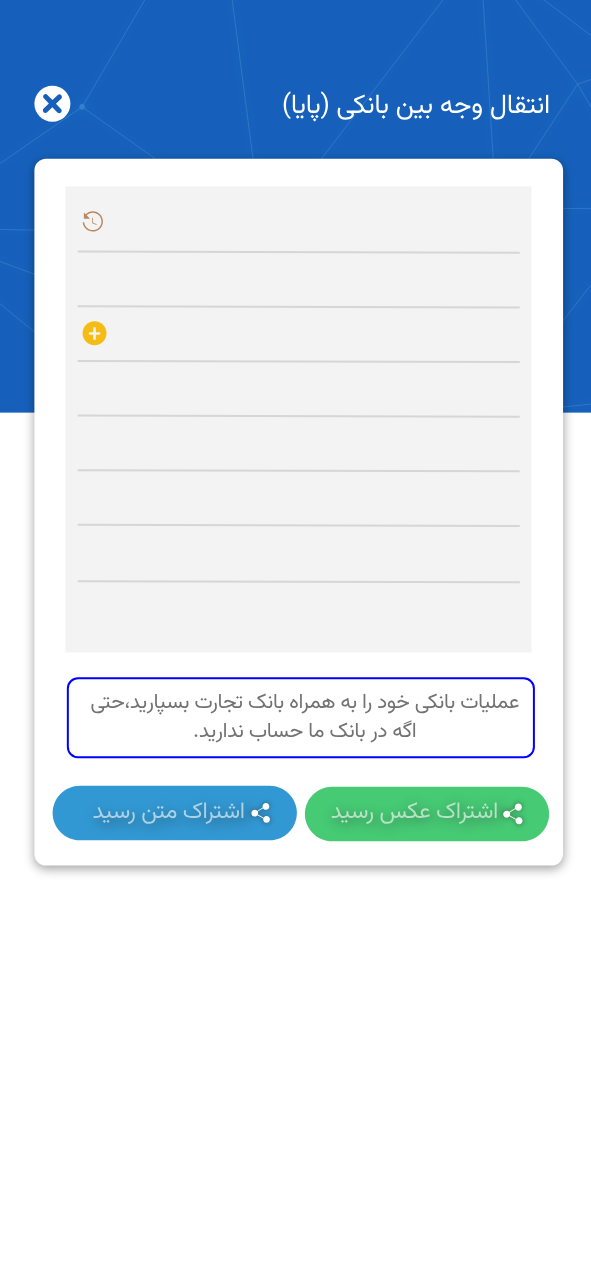 انتقال وجه بین بانکی (پایا)
عملیات بانکی خود را به همراه بانک تجارت بسپارید،حتی
اگه در بانک ما حساب ندارید.
اشتراک عکس رسید
اشتراک متن رسید